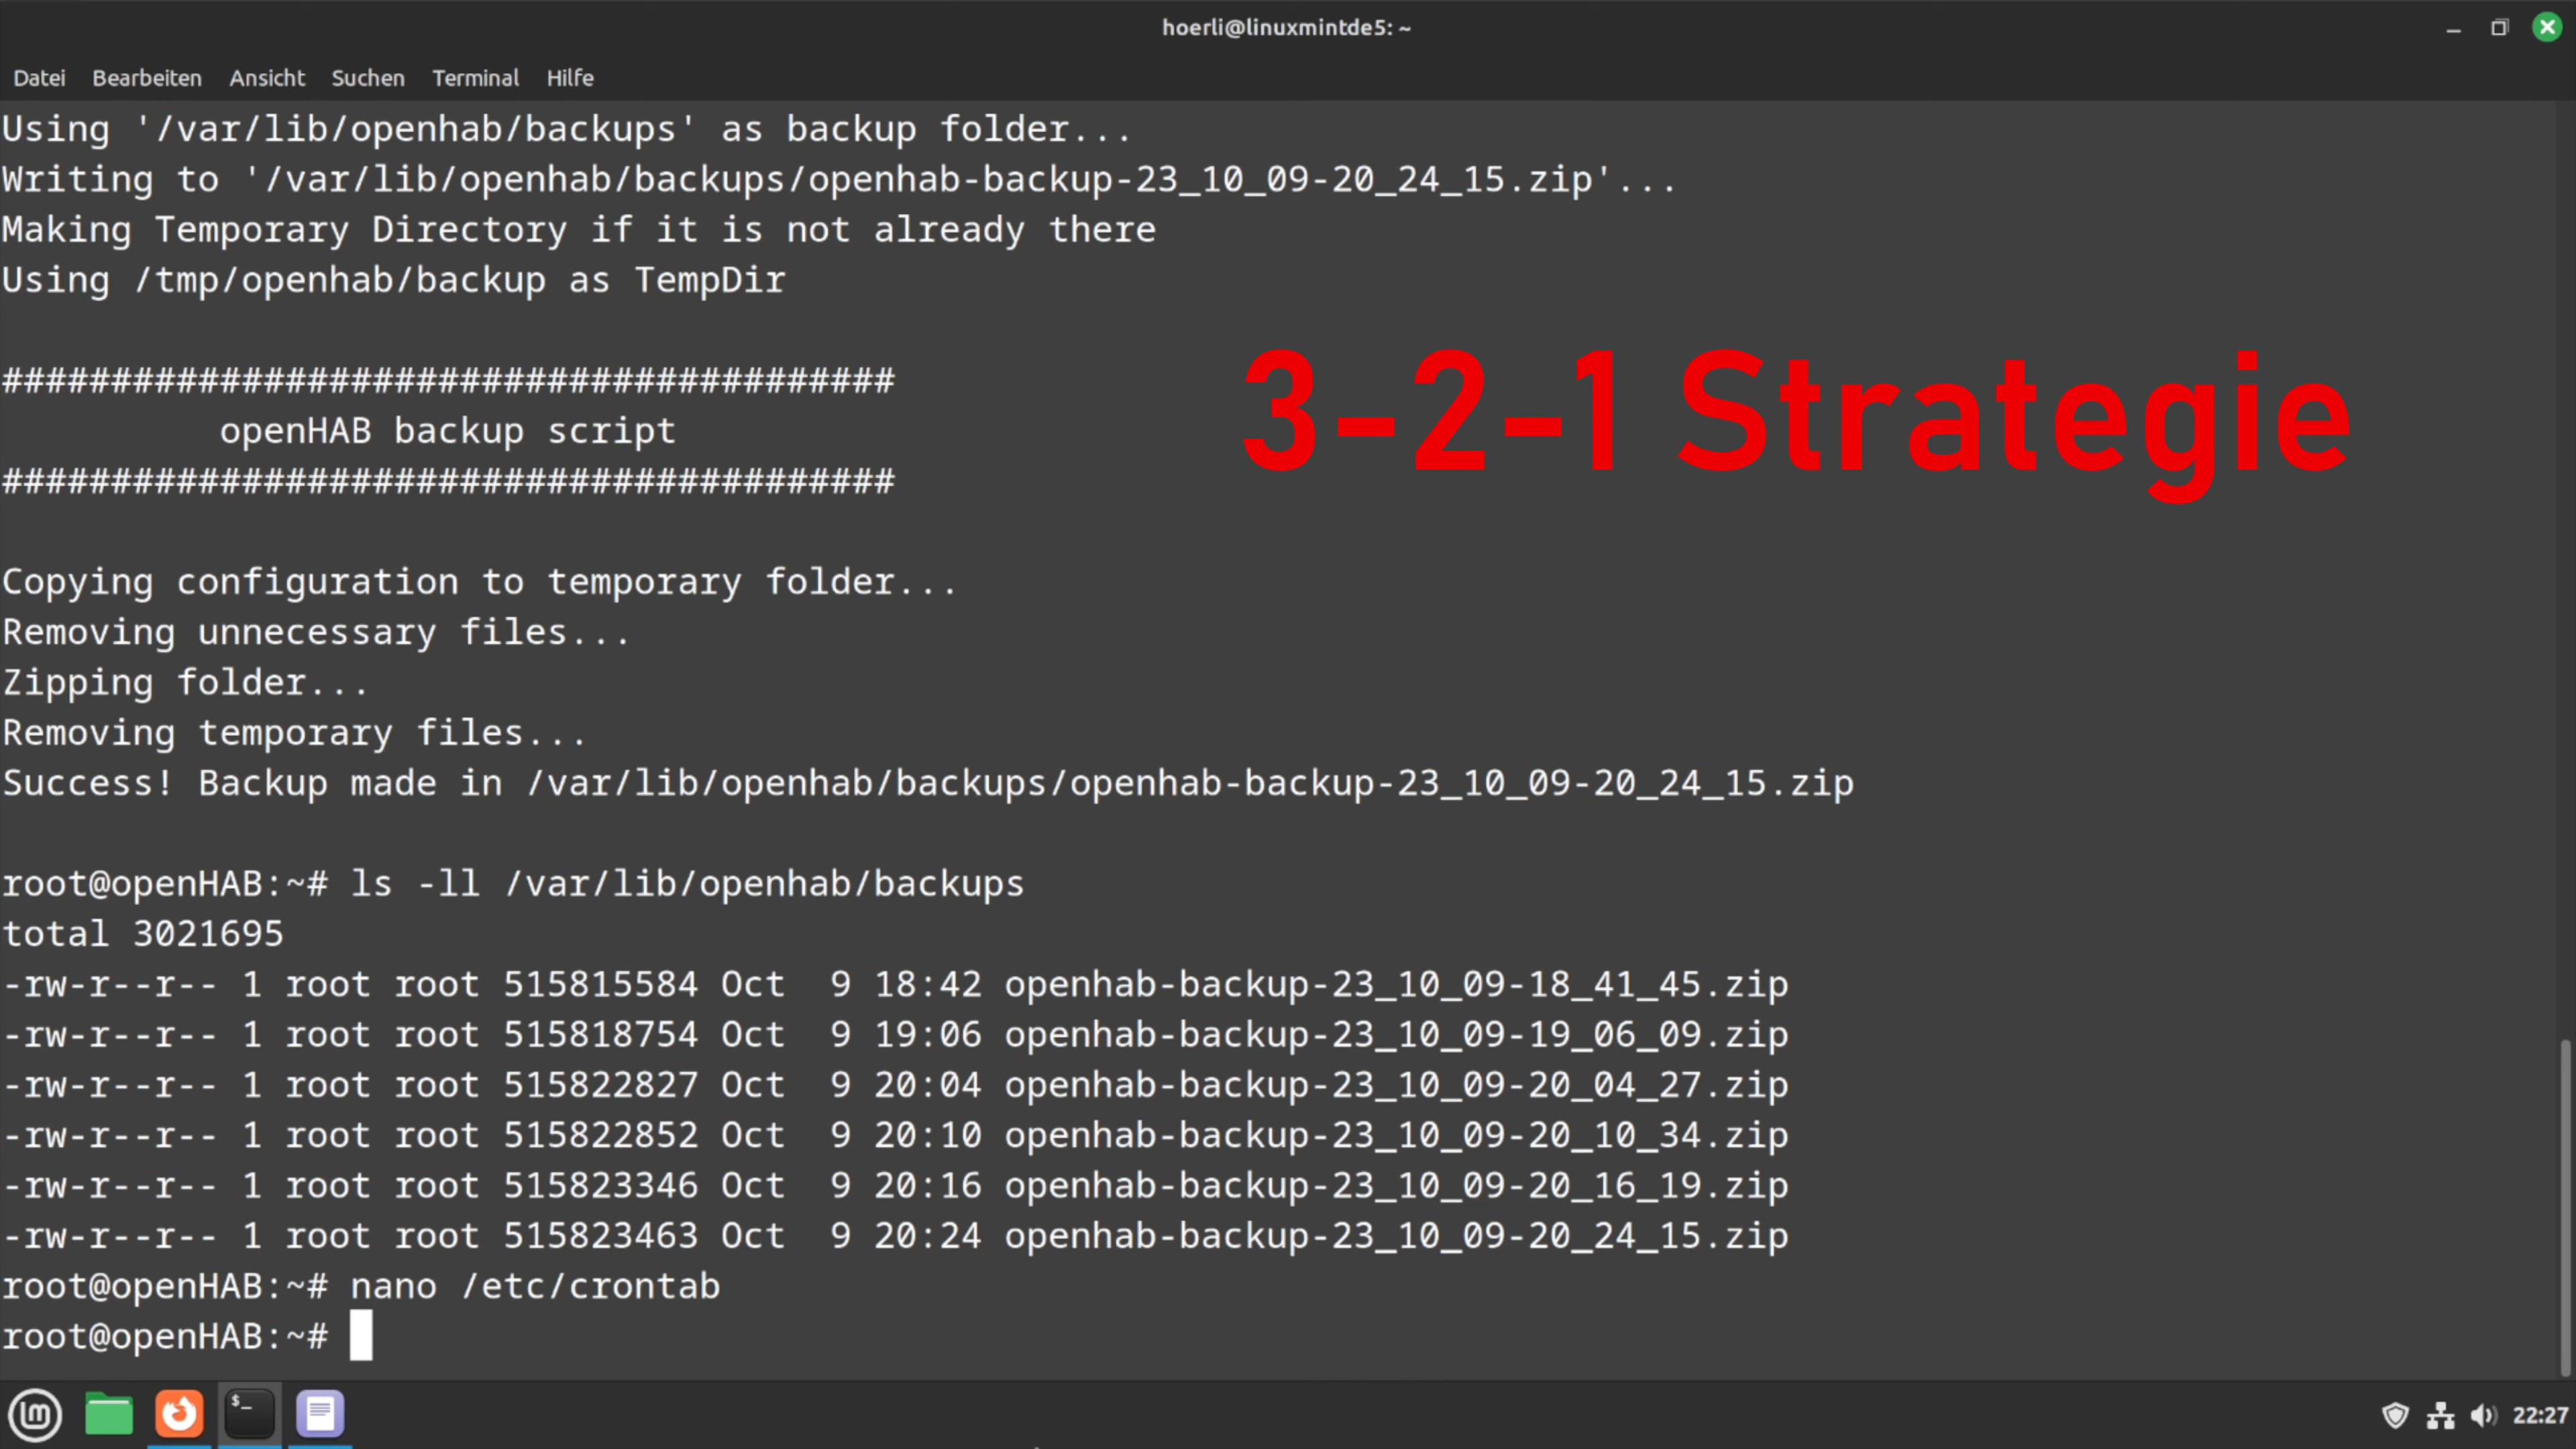 hoerli@linuxmintde5: ~
Datei Bearbeiten Ansicht Suchen Terminal Hilfe
Using '/var/lib/openhab/backups' as backup folder...
Writing to '/var/lib/openhab/backups/openhab-backup-23_10_09-20_24_15.zip'...
Making Temporary Directory if it is not already there
Using /tmp/openhab/backup as TempDir
3-2-1 Strategie
#########################################
openHAB backup script
#########################################
Copying configuration to temporary folder...
Removing unnecessary files...
Zipping folder...
Removing temporary files...
Success! Backup made in /var/lib/openhab/backups/openhab-backup-23_10_09-20_24_15.zip
root@openHAB:~# ls -ll /var/lib/openhab/backups
total 3021695
-rw-r--r-- 1 root root 515815584 Oct  9 18:42 openhab-backup-23_10_09-18_41_45.zip
-rw-r--r-- 1 root root 515818754 Oct  9 19:06 openhab-backup-23_10_09-19_06_09.zip
-rw-r--r-- 1 root root 515822827 Oct  9 20:04 openhab-backup-23_10_09-20_04_27.zip
-rw-r--r-- 1 root root 515822852 Oct  9 20:10 openhab-backup-23_10_09-20_10_34.zip
-rw-r--r-- 1 root root 515823346 Oct  9 20:16 openhab-backup-23_10_09-20_16_19.zip
-rw-r--r-- 1 root root 515823463 Oct  9 20:24 openhab-backup-23_10_09-20_24_15.zip
root@openHAB:~# nano /etc/crontab
root@openHAB:~#
22:27